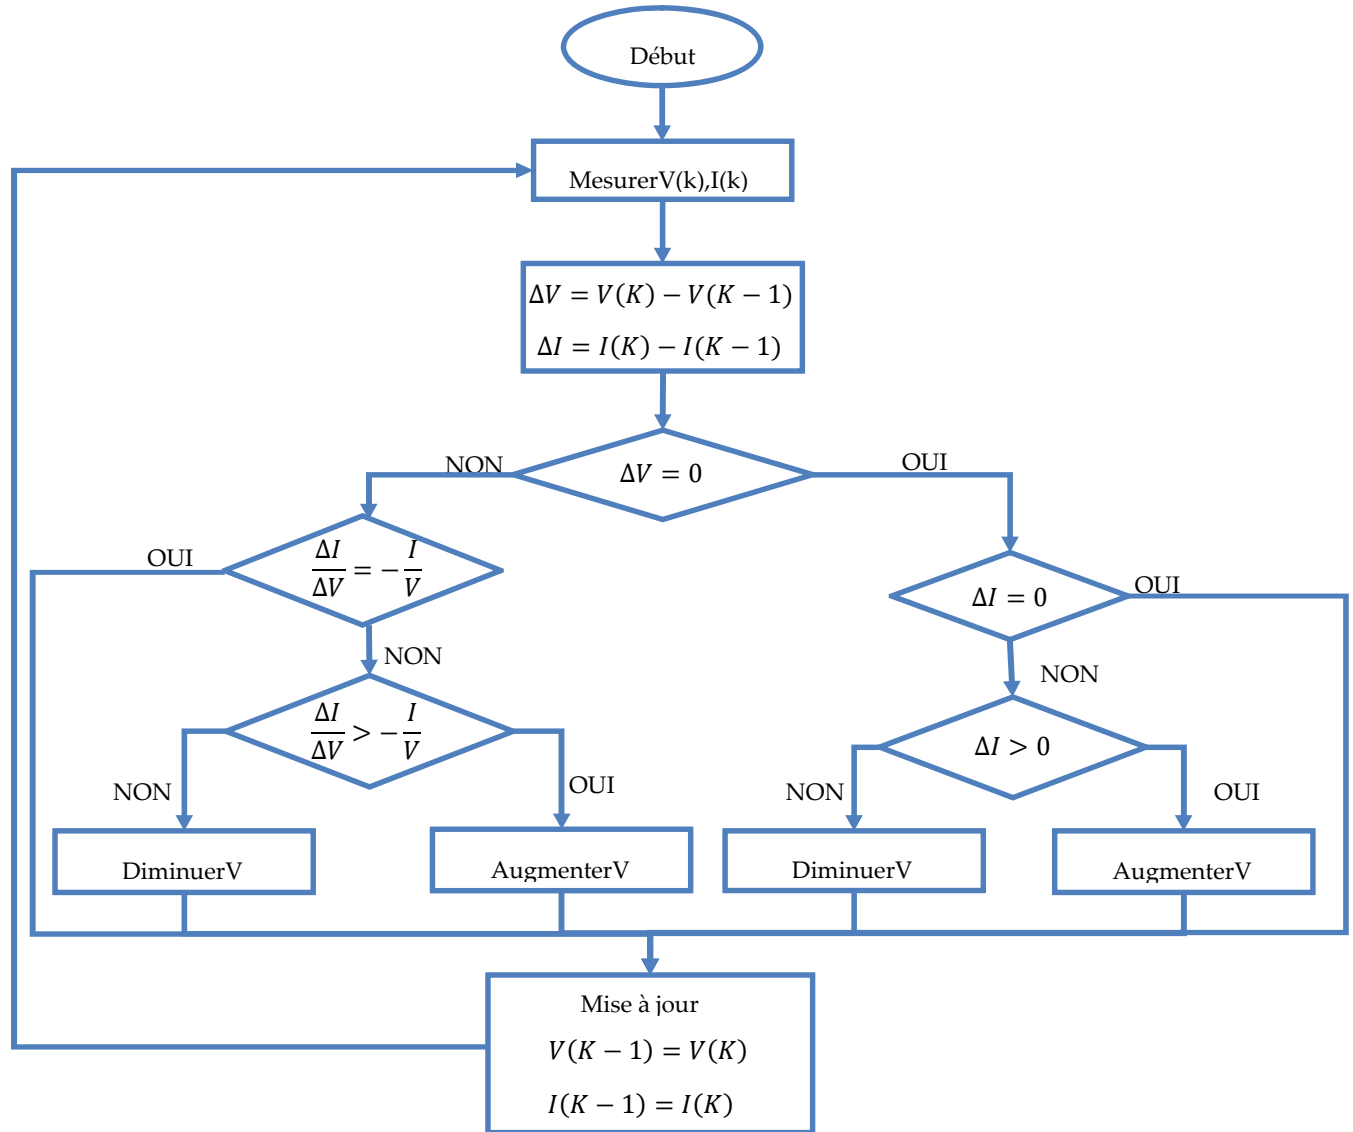 Début
MesurerV(k),I(k)
ΔV = V(K) − V(K − 1)
ΔI = I(K) − I(K − 1)
ΔV = 0
NON
OUI
ΔI/ΔV = − I/V
OUI
NON
ΔI = 0
OUI
NON
ΔI/ΔV > − I/V
NON
OUI
ΔI > 0
NON
OUI
DiminuerV
AugmenterV
DiminuerV
AugmenterV
Mise à jour
V(K − 1) = V(K)
I(K − 1) = I(K)